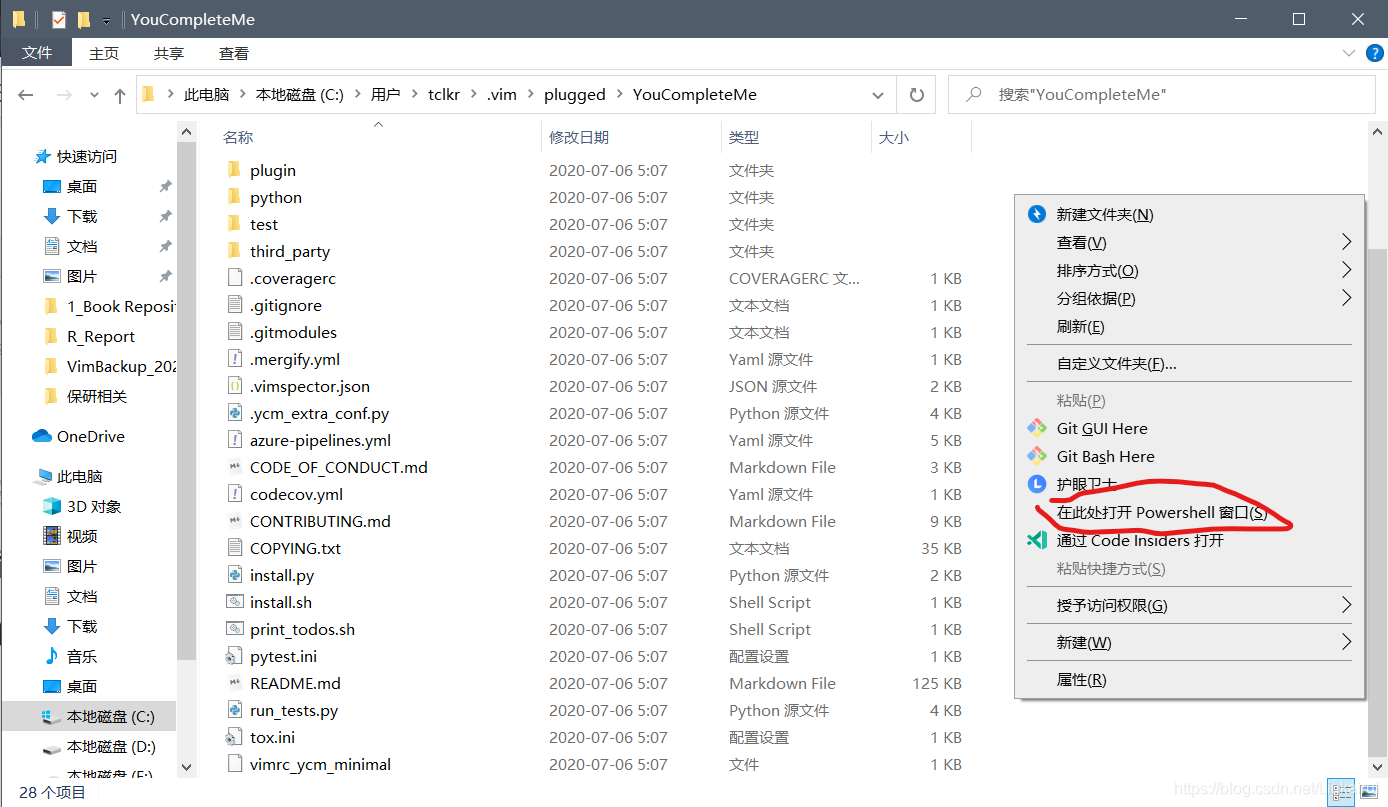 YouCompleteMe
文件 主页 共享 查看
此电脑 本地磁盘 (C:) 用户 tclkr .vim plugged YouCompleteMe 搜索"YouCompleteMe"
名称 修改日期 类型 大小
快速访问
桌面
下载
文档
图片
1_Book Reposi
R_Report
VimBackup_202
保研相关
OneDrive
此电脑
3D 对象
视频
图片
文档
下载
音乐
桌面
本地磁盘 (C:)
本地磁盘 (D:)
本地磁盘 (E:)
plugin 2020-07-06 5:07 文件夹
python 2020-07-06 5:07 文件夹
test 2020-07-06 5:07 文件夹
third_party 2020-07-06 5:07 文件夹
.coveragerc 2020-07-06 5:07 COVERAGERC 文... 1 KB
.gitignore 2020-07-06 5:07 文本文档 1 KB
.gitmodules 2020-07-06 5:07 文本文档 1 KB
.mergify.yml 2020-07-06 5:07 Yaml 源文件 1 KB
.vimspector.json 2020-07-06 5:07 JSON 源文件 2 KB
.ycm_extra_conf.py 2020-07-06 5:07 Python 源文件 4 KB
azure-pipelines.yml 2020-07-06 5:07 Yaml 源文件 5 KB
CODE_OF_CONDUCT.md 2020-07-06 5:07 Markdown File 3 KB
codecov.yml 2020-07-06 5:07 Yaml 源文件 1 KB
CONTRIBUTING.md 2020-07-06 5:07 Markdown File 9 KB
COPYING.txt 2020-07-06 5:07 文本文档 35 KB
install.py 2020-07-06 5:07 Python 源文件 2 KB
install.sh 2020-07-06 5:07 Shell Script 1 KB
print_todos.sh 2020-07-06 5:07 Shell Script 1 KB
pytest.ini 2020-07-06 5:07 配置设置 1 KB
README.md 2020-07-06 5:07 Markdown File 125 KB
run_tests.py 2020-07-06 5:07 Python 源文件 4 KB
tox.ini 2020-07-06 5:07 配置设置 1 KB
vimrc_ycm_minimal 2020-07-06 5:07 文件 1 KB
新建文件夹(N)
查看(V)
排序方式(O)
分组依据(P)
刷新(E)
自定义文件夹(F)...
粘贴(P)
Git GUI Here
Git Bash Here
护眼卫士
在此处打开 Powershell 窗口(S)
通过 Code Insiders 打开
粘贴快捷方式(S)
授予访问权限(G)
新建(W)
属性(R)
28 个项目